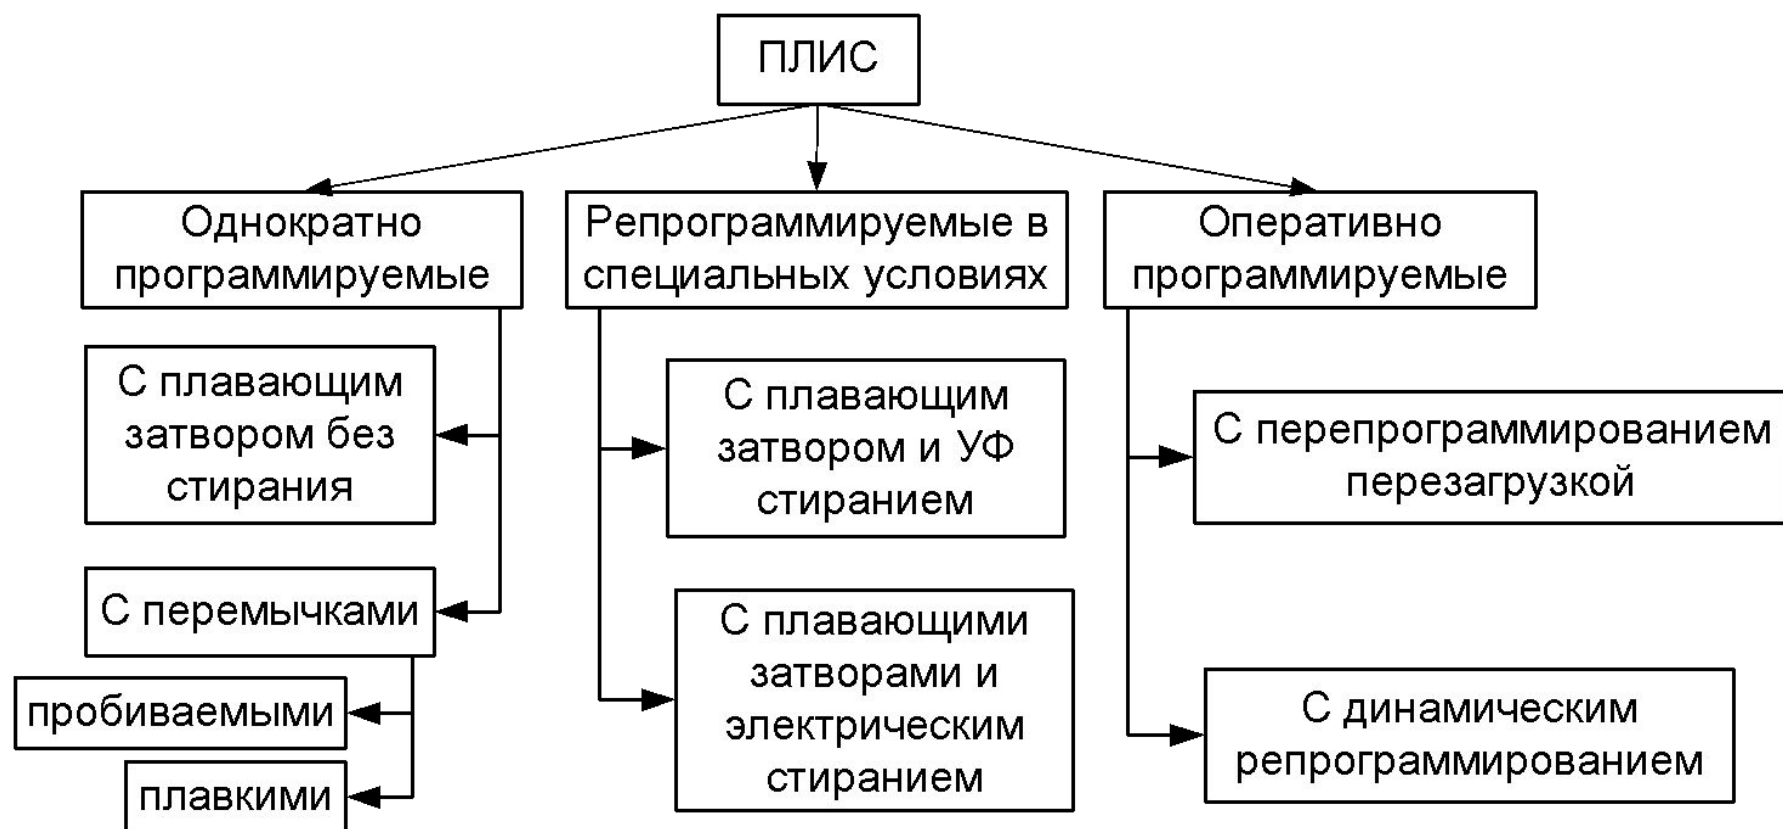 ПЛИС
Однократно
программируемые
Репрограммируемые в
специальных условиях
Оперативно
программируемые
С плавающим
затвором без
стирания
С перемычками
пробиваемыми
плавкими
С плавающим
затвором и УФ
стиранием
С плавающими
затворами и
электрическим
стиранием
С перепрограммированием
перезагрузкой
С динамическим
репрограммированием